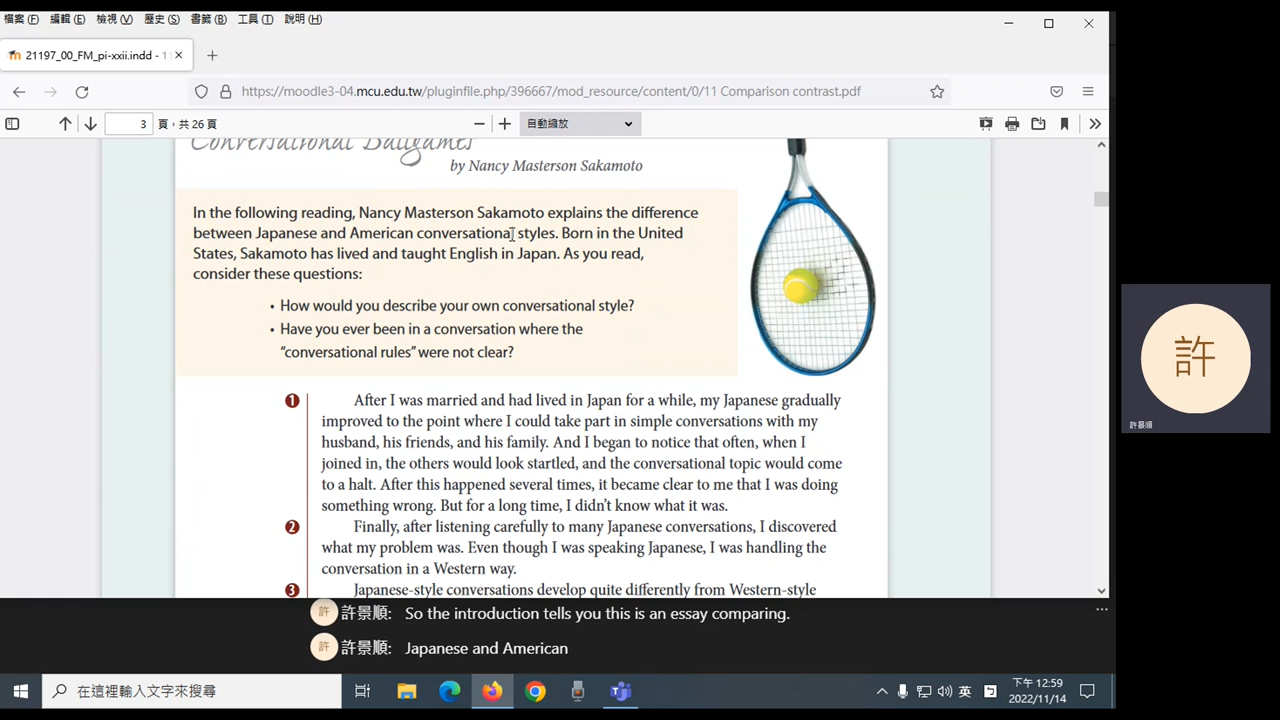 檔案(F) 編輯(E) 檢視(V) 歷史(S) 書籤(B) 工具(T) 說明(H)
21197_00_FM_pi-xxii.indd - 11
https://moodle3-04.mcu.edu.tw/pluginfile.php/396667/mod_resource/content/0/11 Comparison contrast.pdf
3 頁，共 26 頁
自動縮放
Conversational Ballgames
by Nancy Masterson Sakamoto
In the following reading, Nancy Masterson Sakamoto explains the difference
between Japanese and American conversational styles. Born in the United
States, Sakamoto has lived and taught English in Japan. As you read,
consider these questions:
• How would you describe your own conversational style?
• Have you ever been in a conversation where the
“conversational rules” were not clear?
1 After I was married and had lived in Japan for a while, my Japanese gradually
improved to the point where I could take part in simple conversations with my
husband, his friends, and his family. And I began to notice that often, when I
joined in, the others would look startled, and the conversational topic would come
to a halt. After this happened several times, it became clear to me that I was doing
something wrong. But for a long time, I didn’t know what it was.
2 Finally, after listening carefully to many Japanese conversations, I discovered
what my problem was. Even though I was speaking Japanese, I was handling the
conversation in a Western way.
3 Japanese-style conversations develop quite differently from Western-style
許
許景順
許 許景順: So the introduction tells you this is an essay comparing.
許 許景順: Japanese and American
在這裡輸入文字來搜尋
英
下午 12:59
2022/11/14